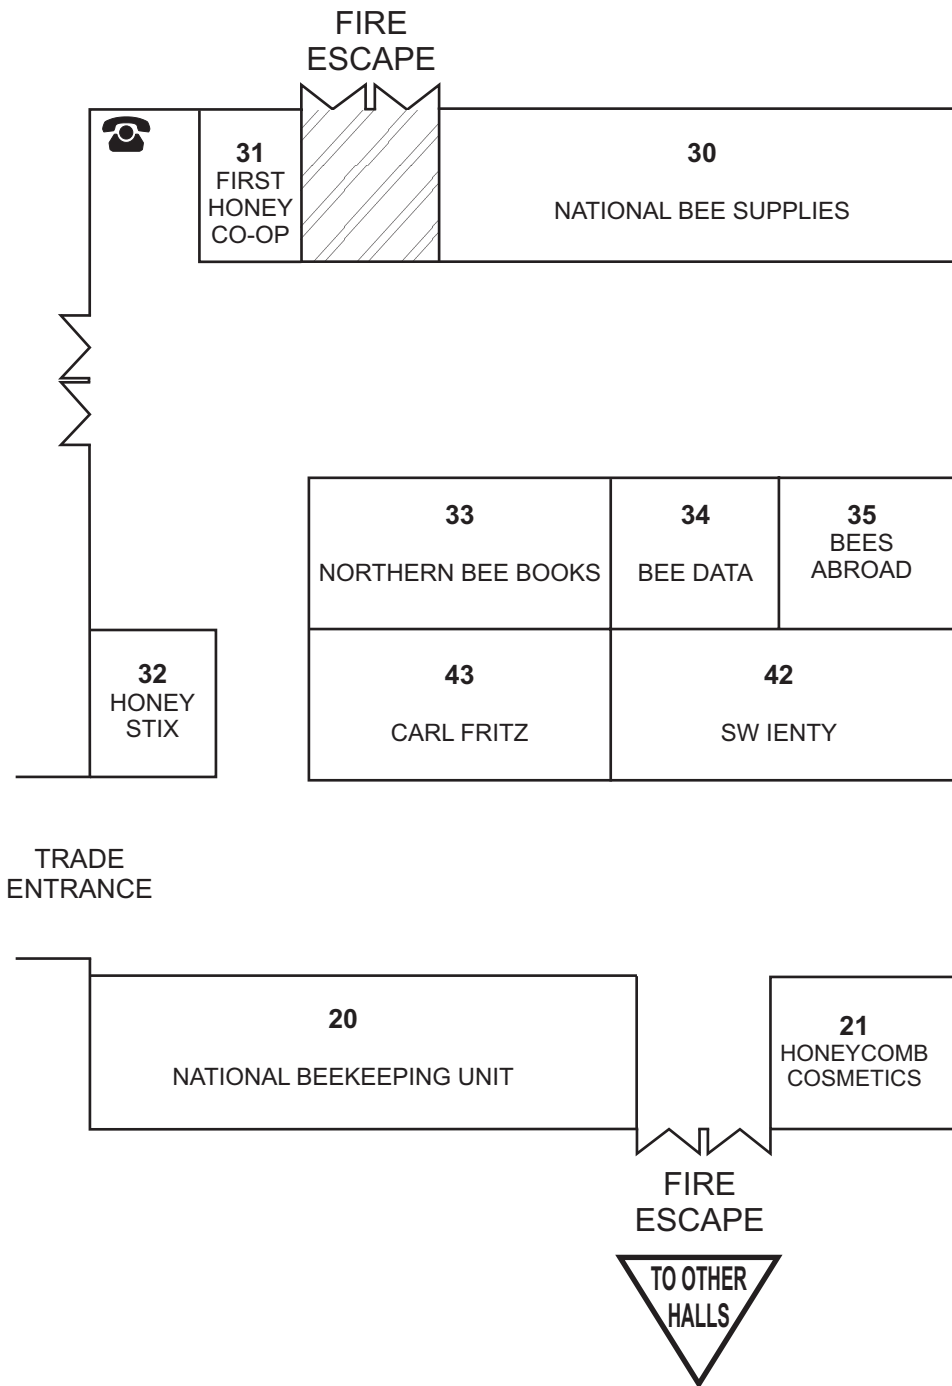 FIRE
ESCAPE
31
FIRST
HONEY
CO-OP
30
NATIONAL BEE SUPPLIES
33
NORTHERN BEE BOOKS
34
BEE DATA
35
BEES
ABROAD
32
HONEY
STIX
43
CARL FRITZ
42
SW IENTY
TRADE
ENTRANCE
20
NATIONAL BEEKEEPING UNIT
21
HONEYCOMB
COSMETICS
FIRE
ESCAPE
TO OTHER
HALLS